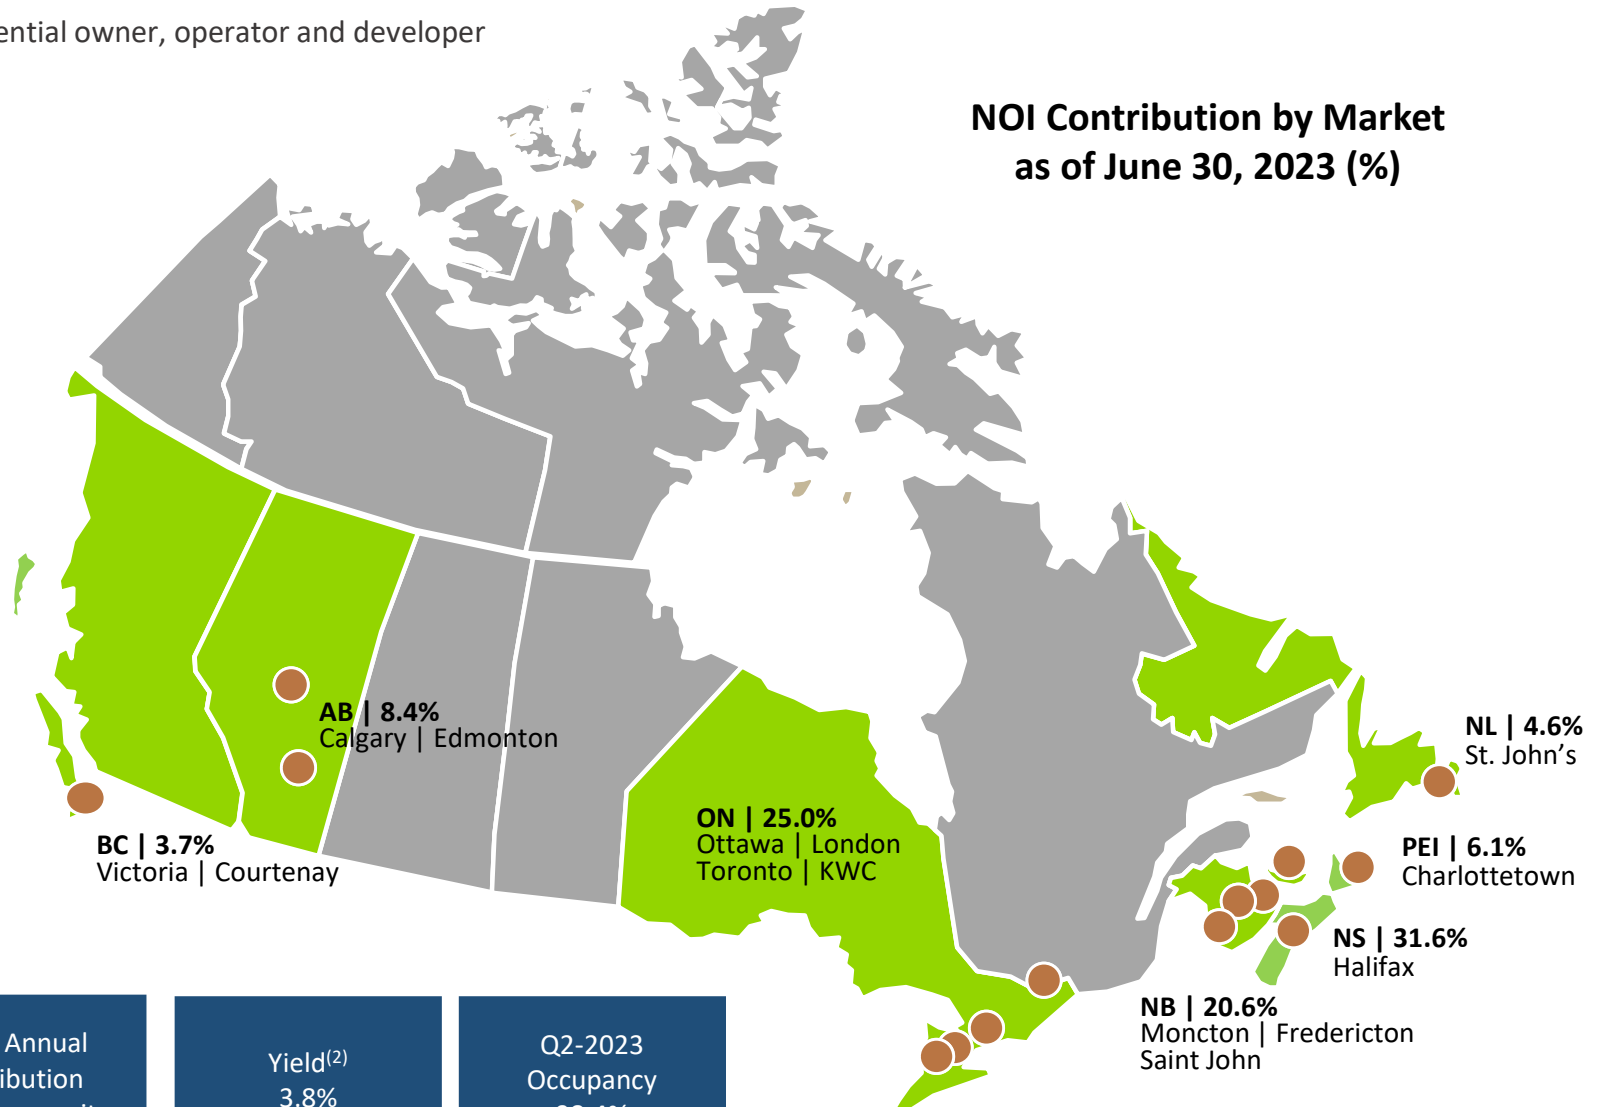 owner, operator and developer
NOI Contribution by Market
as of June 30, 2023 (%)
AB | 8.4%
Calgary | Edmonton
BC | 3.7%
Victoria | Courtenay
ON | 25.0%
Ottawa | London
Toronto | KWC
NL | 4.6%
St. John’s
PEI | 6.1%
Charlottetown
NS | 31.6%
Halifax
NB | 20.6%
Moncton | Fredericton
Saint John
Annual
Yield(2)
3.8%
Q2-2023
Occupancy